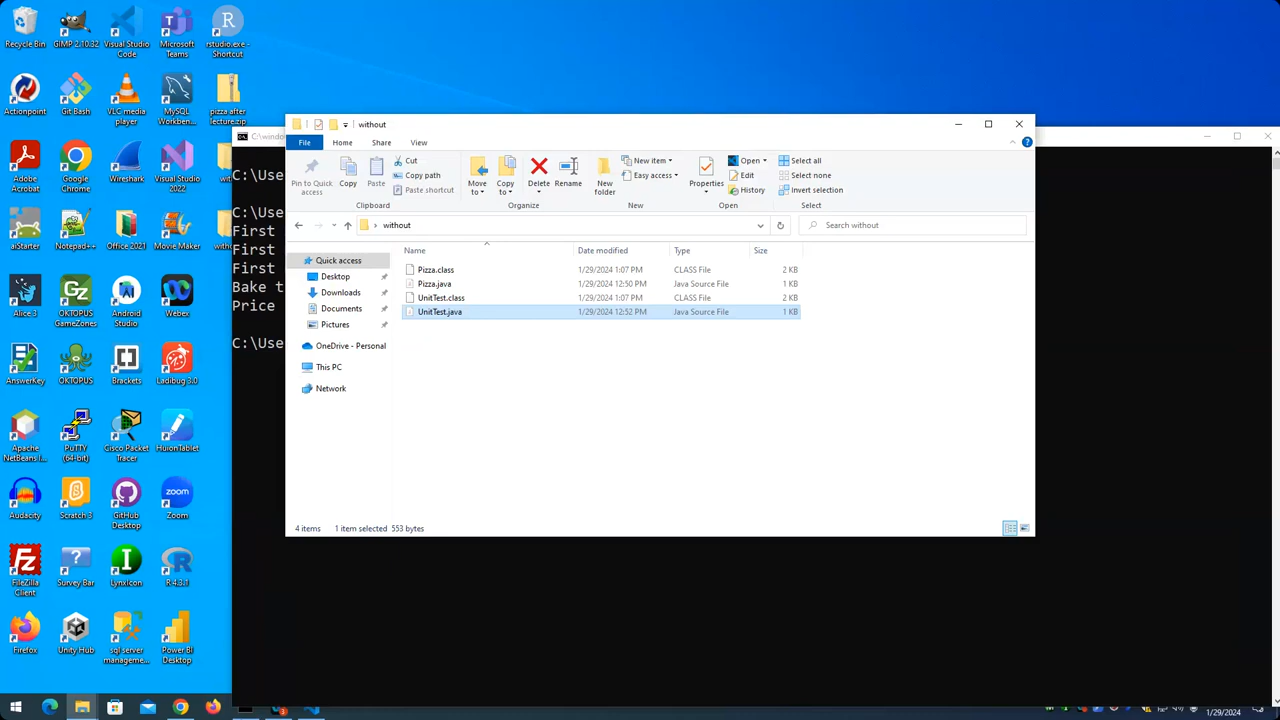 Recycle Bin
GIMP 2.10.32
Visual Studio
Code
Microsoft
Teams
rstudio.exe -
Shortcut
Actionpoint
Git Bash
VLC media
player
MySQL
Workben...
pizza after
lecture.zip
Adobe
Acrobat
Google
Chrome
Wireshark
Visual Studio
2022
wit
aiStarter
Notepad++
Office 2021
Movie Maker
witho
Alice 3
OKTOPUS
GameZones
Android
Studio
Webex
AnswerKey
OKTOPUS
Brackets
Ladibug 3.0
Apache
NetBeans I...
PuTTY
(64-bit)
Cisco Packet
Tracer
HuionTablet
Audacity
Scratch 3
GitHub
Desktop
Zoom
FileZilla
Client
Survey Bar
LynxIcon
R 4.3.1
Firefox
Unity Hub
sql server
manageme...
Power BI
Desktop
C:\windo
C:\Use
C:\Use
First
First
First
Bake t
Price
C:\Use
without
File Home Share View
Pin to Quick
access
Copy
Paste
Cut
Copy path
Paste shortcut
Clipboard
Move
to
Copy
to
Delete
Rename
Organize
New
folder
New item
Easy access
New
Properties
Open
Edit
History
Open
Select all
Select none
Invert selection
Select
without
Search without
Quick access
Desktop
Downloads
Documents
Pictures
OneDrive - Personal
This PC
Network
Name Date modified Type Size
Pizza.class 1/29/2024 1:07 PM CLASS File 2 KB
Pizza.java 1/29/2024 12:50 PM Java Source File 1 KB
UnitTest.class 1/29/2024 1:07 PM CLASS File 2 KB
UnitTest.java 1/29/2024 12:52 PM Java Source File 1 KB
4 items 1 item selected 553 bytes
1/29/2024